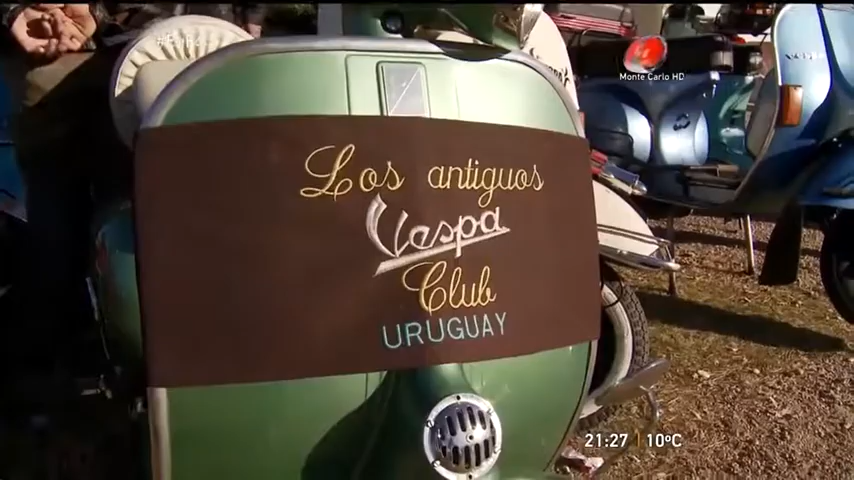 Monte Carlo HD
Los antiguos
Vespa
Club
URUGUAY
21:27 10ºc